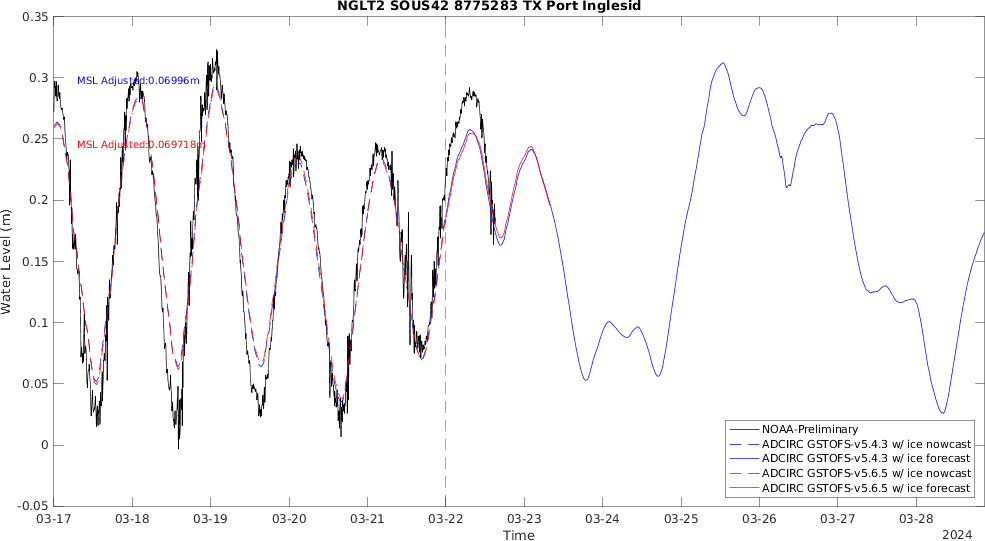 NGLT2 SOUS42 8775283 TX Port Inglesid
0.35
0.3
0.25
0.2
0.15
0.1
0.05
0
-0.05
Water Level (m)
MSL Adjusted:0.06996m
MSL Adjusted:0.069718m
NOAA-Preliminary
ADCIRC GSTOFS-v5.4.3 w/ ice nowcast
ADCIRC GSTOFS-v5.4.3 w/ ice forecast
ADCIRC GSTOFS-v5.6.5 w/ ice nowcast
ADCIRC GSTOFS-v5.6.5 w/ ice forecast
03-17 03-18 03-19 03-20 03-21 03-22 03-23 03-24 03-25 03-26 03-27 03-28
Time
2024